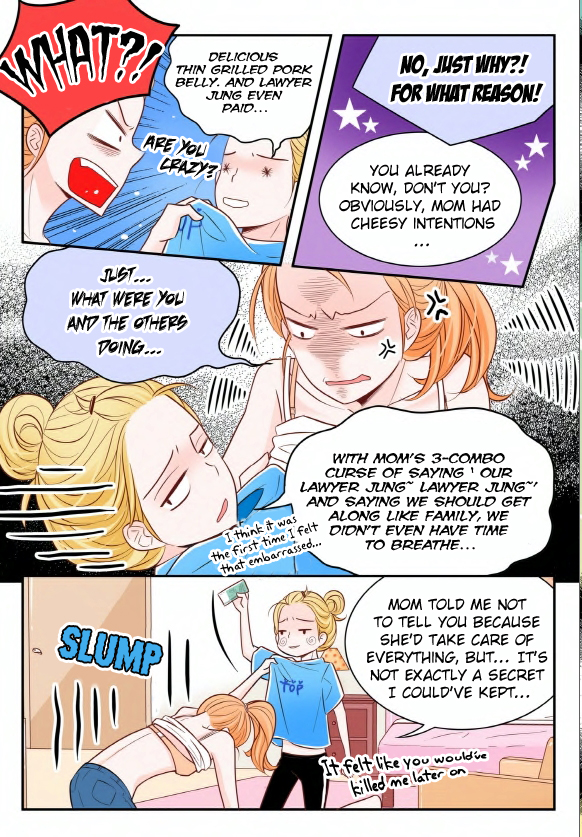 WHAT?!
DELICIOUS
THIN GRILLED PORK
BELLY. AND LAWYER
JUNG EVEN
PAID...
ARE YOU
CRAZY?
NO, JUST WHY?!
FOR WHAT REASON!
YOU ALREADY
KNOW, DON'T YOU?
OBVIOUSLY, MOM HAD
CHEESY INTENTIONS
...
JUST...
WHAT WERE YOU
AND THE OTHERS
DOING...
WITH MOM'S 3-COMBO
CURSE OF SAYING ' OUR
LAWYER JUNG~ LAWYER JUNG~'
AND SAYING WE SHOULD GET
ALONG LIKE FAMILY, WE
DIDN'T EVEN HAVE TIME
TO BREATHE...
I think it was
the first time I felt
that embarrassed...
SLUMP
TOP
MOM TOLD ME NOT
TO TELL YOU BECAUSE
SHE'D TAKE CARE OF
EVERYTHING, BUT... IT'S
NOT EXACTLY A SECRET
I COULD'VE KEPT...
It felt like you would've
killed me later on